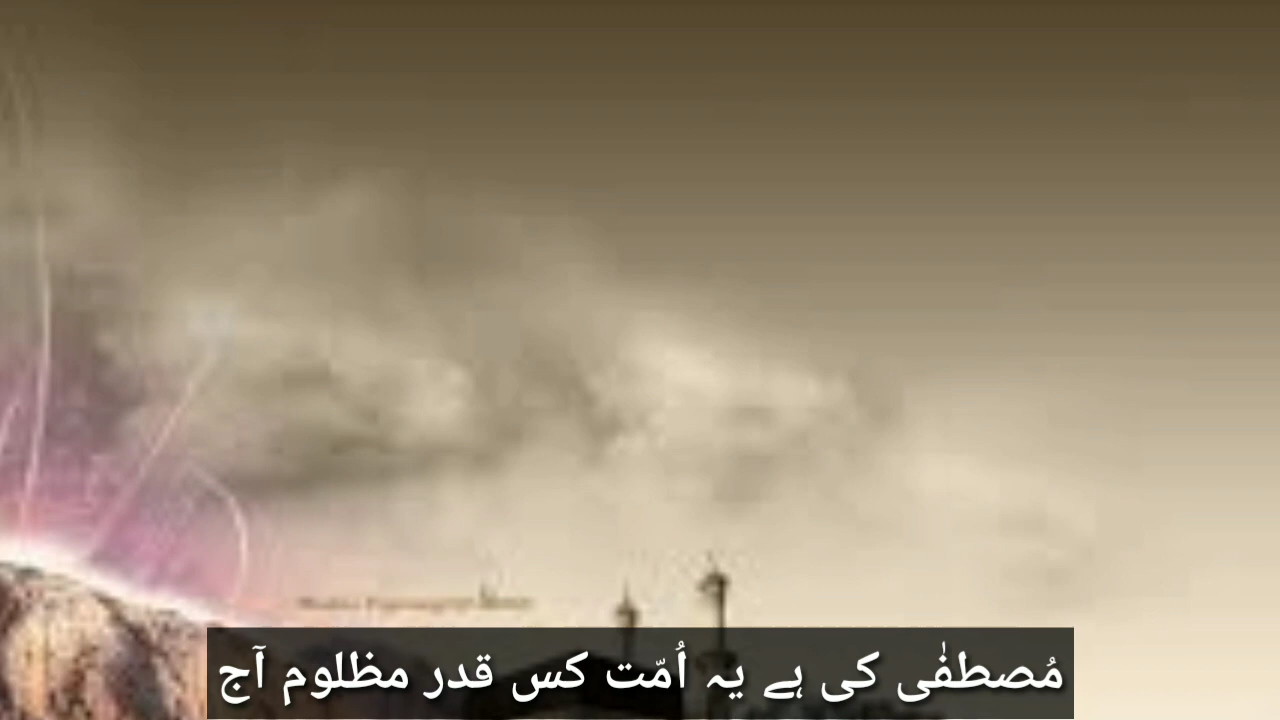 مُصطفٰی کی ہے یہ اُمّت کس قدر مظلوم آج